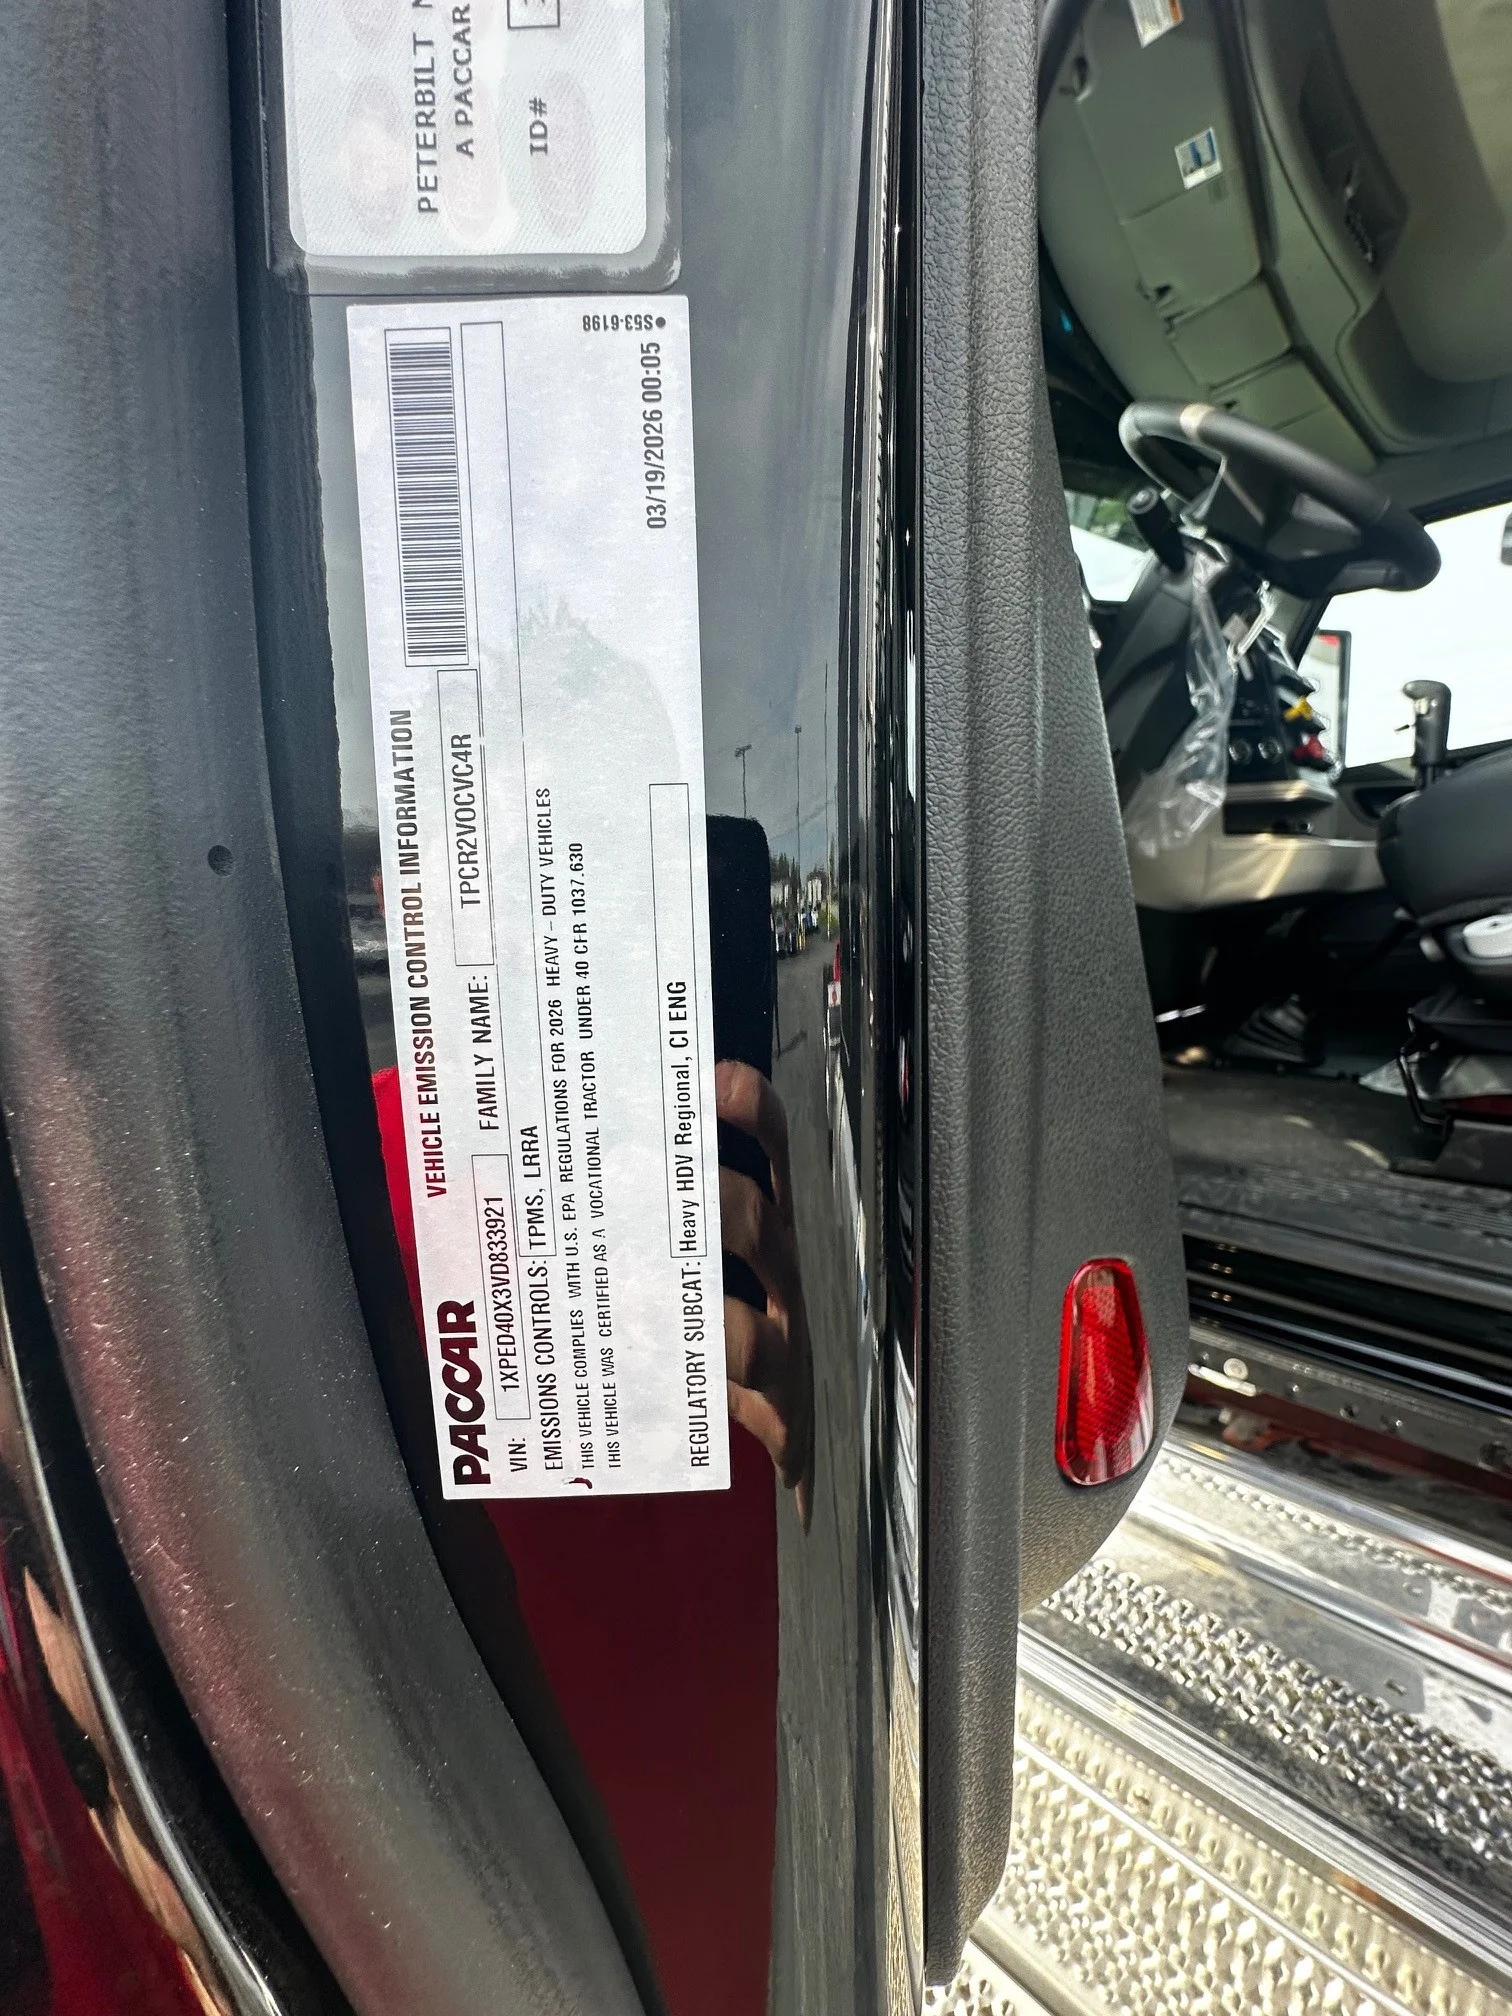 PETERBILT
A PACCAR
ID#
●S53-6198
PACCAR
VEHICLE EMISSION CONTROL INFORMATION
VIN: 1XPED40X3VD833921 FAMILY NAME: TPCR2VOCVC4R
EMISSIONS CONTROLS: TPMS, LRRA
THIS VEHICLE COMPLIES WITH U.S. EPA REGULATIONS FOR 2026 HEAVY - DUTY VEHICLES
THIS VEHICLE WAS CERTIFIED AS A VOCATIONAL TRACTOR UNDER 40 CFR 1037.630
03/19/2026 00:05
REGULATORY SUBCAT: Heavy HDV Regional, CI ENG